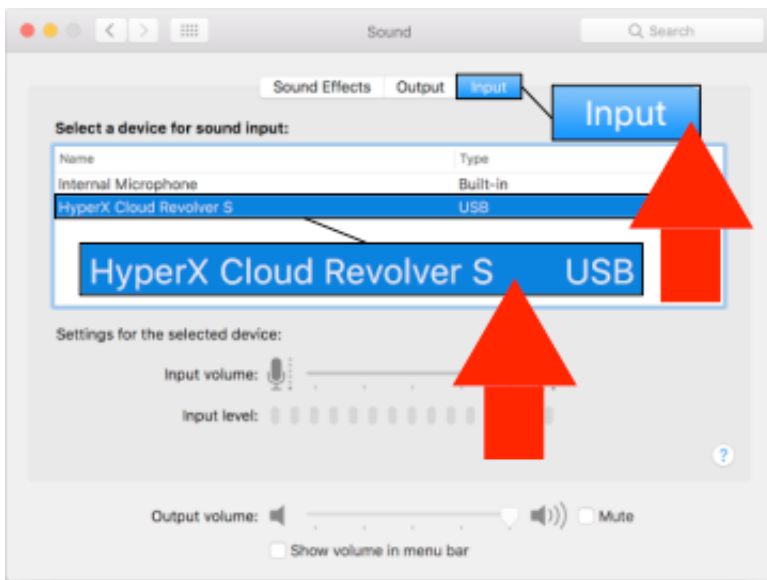 Sound
Search
Sound Effects Output Input
Input
Select a device for sound input:
Name Type
Internal Microphone Built-in
HyperX Cloud Revolver S USB
HyperX Cloud Revolver S USB
Settings for the selected device:
Input volume:
Input level:
?
Output volume: Mute
Show volume in menu bar